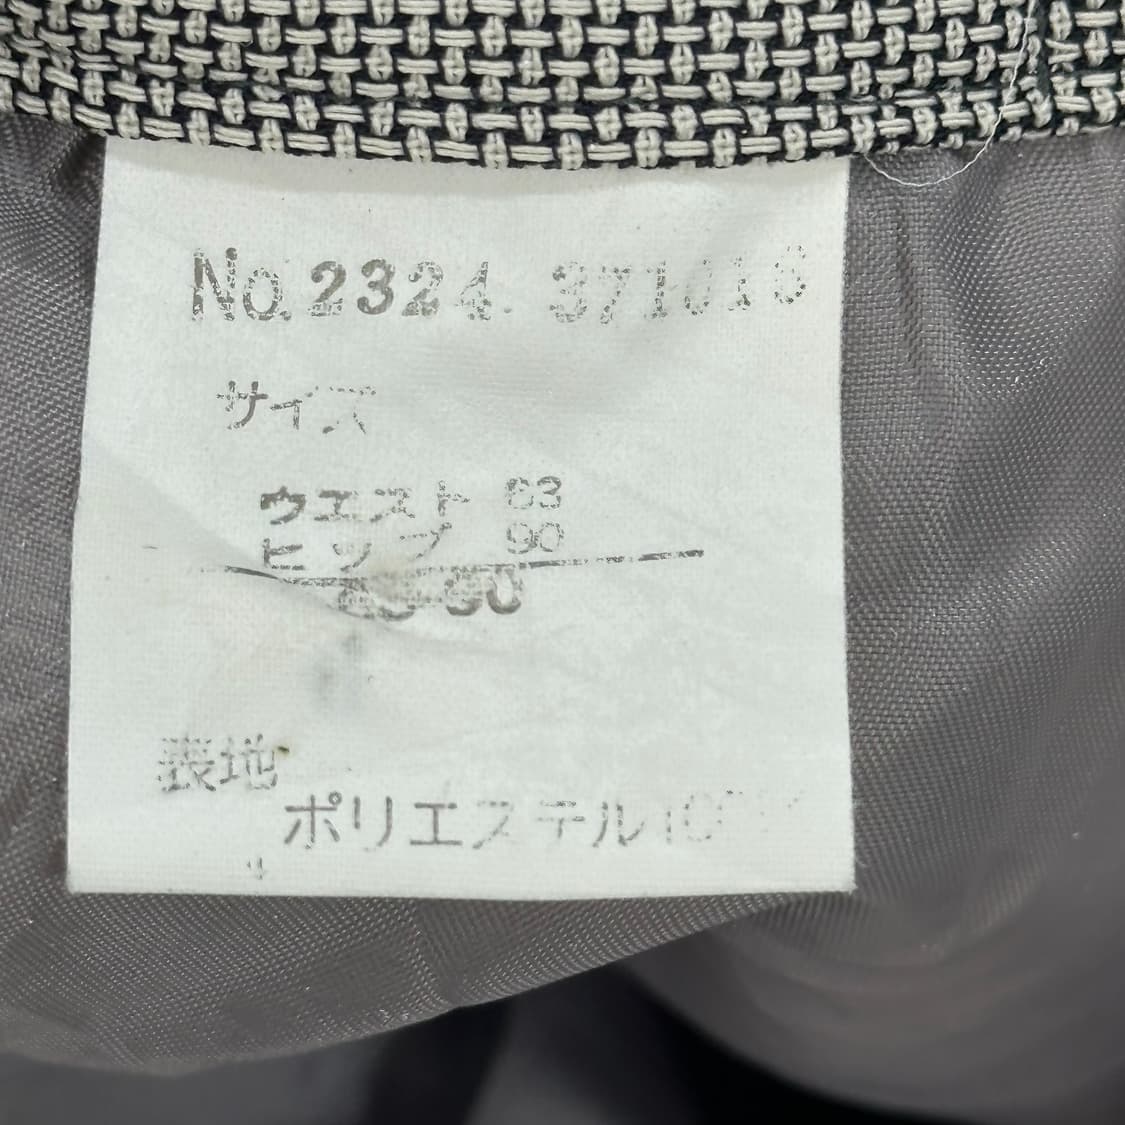 No.2324
サイズ
ウエスト 63
ヒップ 90
表地
ポリエステル